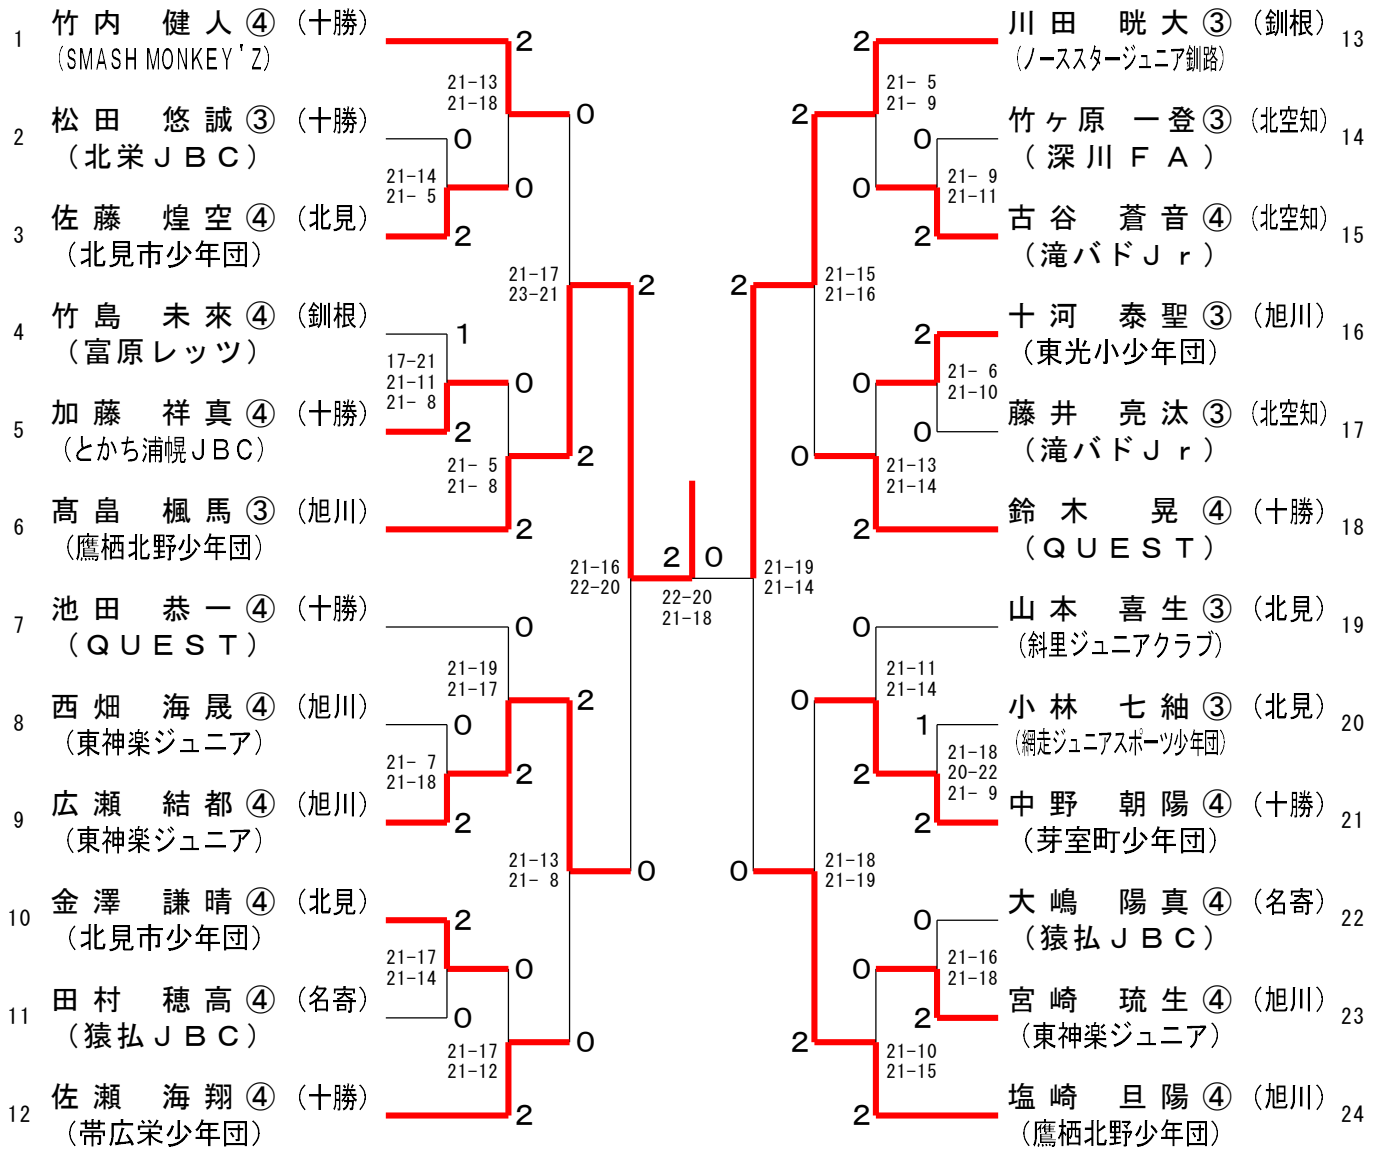 1 竹内 健人④ (十勝)
(SMASH MONKEY'Z)
2 松田 悠誠③ (十勝)
(北栄JBC)
3 佐藤 煌空④ (北見)
(北見市少年団)
4 竹島 未來④ (釧根)
(富原レッツ)
5 加藤 祥真④ (十勝)
(とかち浦幌JBC)
6 髙畠 楓馬③ (旭川)
(鷹栖北野少年団)
7 池田 恭一④ (十勝)
(QUEST)
8 西畑 海晟④ (旭川)
(東神楽ジュニア)
9 広瀬 結都④ (旭川)
(東神楽ジュニア)
10 金澤 謙晴④ (北見)
(北見市少年団)
11 田村 穂高④ (名寄)
(猿払JBC)
12 佐瀬 海翔④ (十勝)
(帯広栄少年団)
2
21-13
21-18
0
0
21-14
21- 5
0
2
21-17
23-21
2
1
17-21
21-11
21- 8
0
2
2
21- 5
21- 8
2
21-16
22-20
0
21-19
21-17
2
0
21- 7
21-18
2
2
21-13
21- 8
0
2
21-17
21-14
0
0
0
21-17
21-12
2
2 0
22-20
21-18
2
21- 5
21- 9
2
0
21- 9
21-11
0
2
2
21-15
21-16
2
21- 6
21-10
0
0
0
21-13
21-14
2
21-19
21-14
0
21-11
21-14
0
1
21-18
20-22
21- 9
2
2
0
21-18
21-19
0
21-16
21-18
0
2
2
21-10
21-15
2
川田 晄大③ (釧根) 13
(ノーススタージュニア釧路)
竹ヶ原 一登③ (北空知) 14
(深川FA)
古谷 蒼音④ (北空知) 15
(滝バドJr)
十河 泰聖③ (旭川) 16
(東光小少年団)
藤井 亮汰③ (北空知) 17
(滝バドJr)
鈴木 晃④ (十勝) 18
(QUEST)
山本 喜生③ (北見) 19
(斜里ジュニアクラブ)
小林 七紬③ (北見) 20
(網走ジュニアスポーツ少年団)
中野 朝陽④ (十勝) 21
(芽室町少年団)
大嶋 陽真④ (名寄) 22
(猿払JBC)
宮崎 琉生④ (旭川) 23
(東神楽ジュニア)
塩崎 旦陽④ (旭川) 24
(鷹栖北野少年団)